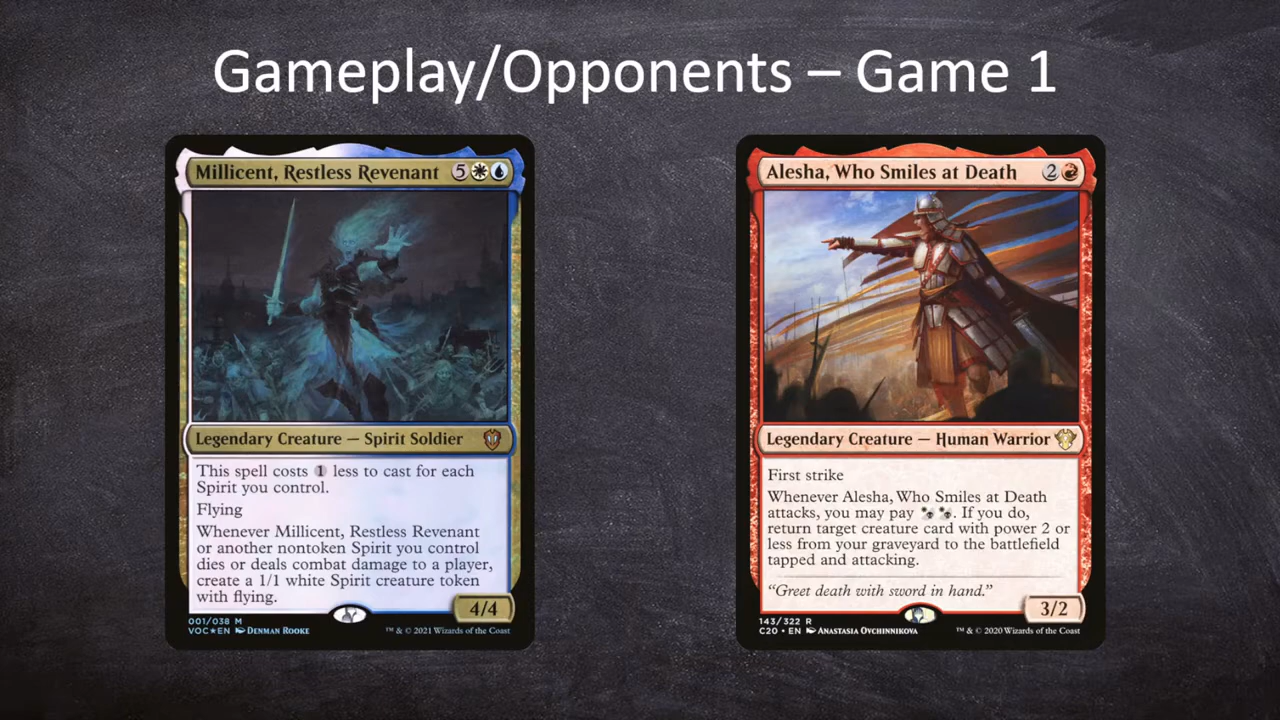 Gameplay/Opponents – Game 1
Millicent, Restless Revenant 5
Legendary Creature — Spirit Soldier
This spell costs 1 less to cast for each
Spirit you control.
Flying
Whenever Millicent, Restless Revenant
or another nontoken Spirit you control
dies or deals combat damage to a player,
create a 1/1 white Spirit creature token
with flying.
4/4
001/038 M
VOC★EN Denman Rooke
™ & © 2021 Wizards of the Coast
Alesha, Who Smiles at Death 2
Legendary Creature — Human Warrior
First strike
Whenever Alesha, Who Smiles at Death
attacks, you may pay . If you do,
return target creature card with power 2 or
less from your graveyard to the battlefield
tapped and attacking.
“Greet death with sword in hand.”
3/2
143/322 R
C20 • EN Anastasia Ovchinnikova
™ & © 2020 Wizards of the Coast